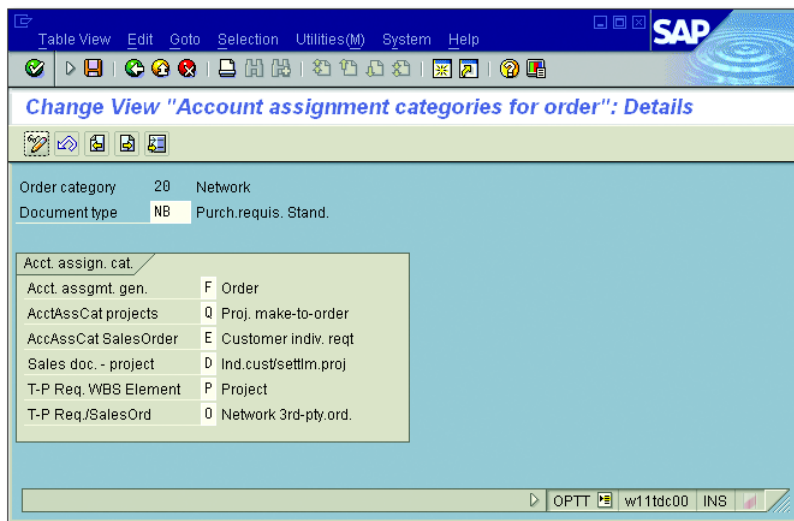 SAP
Table View Edit Goto Selection Utilities(M) System Help
Change View "Account assignment categories for order": Details
Order category 20 Network
Document type NB Purch.requis. Stand.
Acct. assign. cat.
Acct. assgmt. gen. F Order
AcctAssCat projects Q Proj. make-to-order
AccAssCat SalesOrder E Customer indiv. reqt
Sales doc. - project D Ind.cust/settlm.proj
T-P Req. WBS Element P Project
T-P Req./SalesOrd O Network 3rd-pty.ord.
OPTT w11tdc00 INS